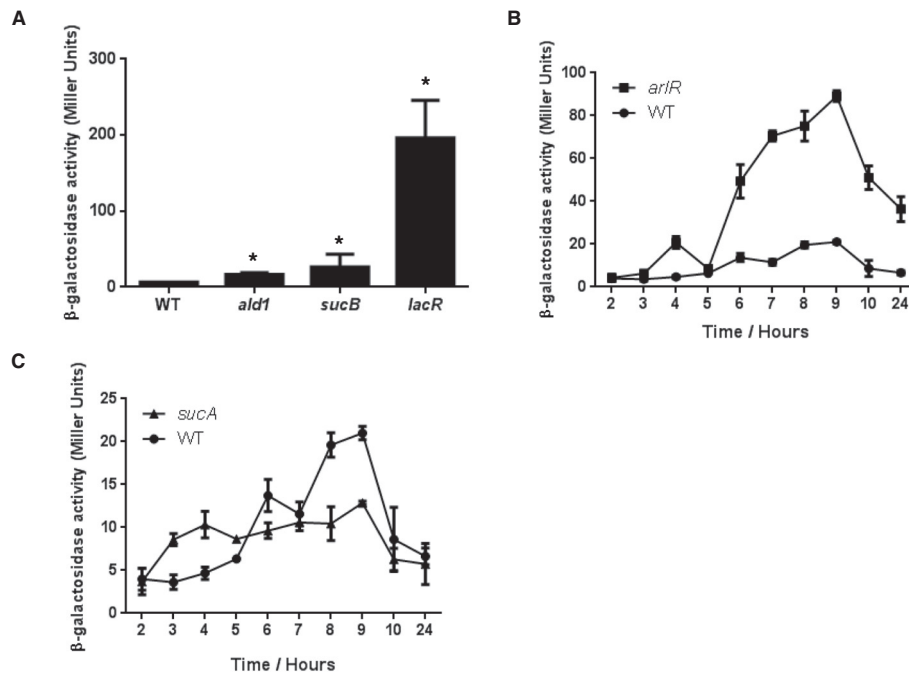 A
β-galactosidase activity (Miller Units)
300
200
100
0
*
*
*
WT
ald1
sucB
lacR
B
β-galactosidase activity (Miller Units)
100
80
60
40
20
0
arlR
WT
2 3 4 5 6 7 8 9 10 24
Time / Hours
C
β-galactosidase activity (Miller Units)
25
20
15
10
5
0
sucA
WT
2 3 4 5 6 7 8 9 10 24
Time / Hours